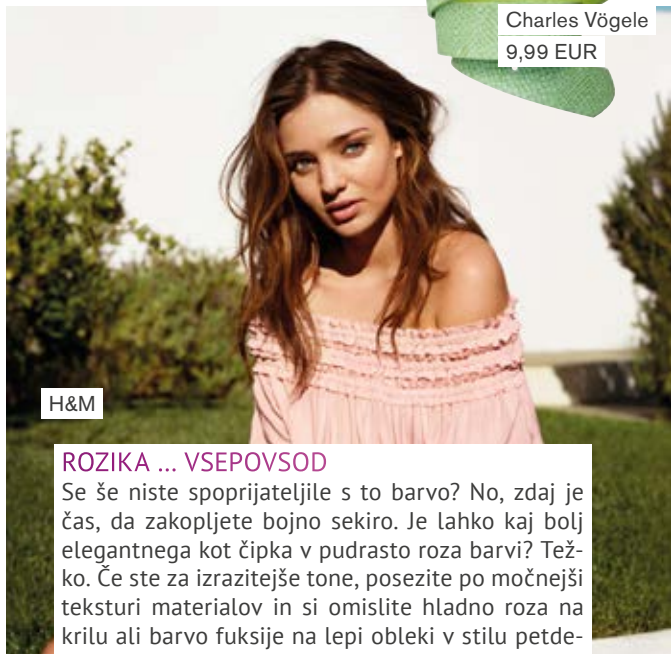 Charles Vögele
9,99 EUR
H&M
ROZIKA ... VSEPOVSOD
Se še niste spoprijateljile s to barvo? No, zdaj je
čas, da zakopljete bojno sekiro. Je lahko kaj bolj
elegantnega kot čipka v pudrasto roza barvi? Tež-
ko. Če ste za izrazitejše tone, posezite po močnejši
teksturi materialov in si omislite hladno roza na
krilu ali barvo fuksije na lepi obleki v stilu petde-